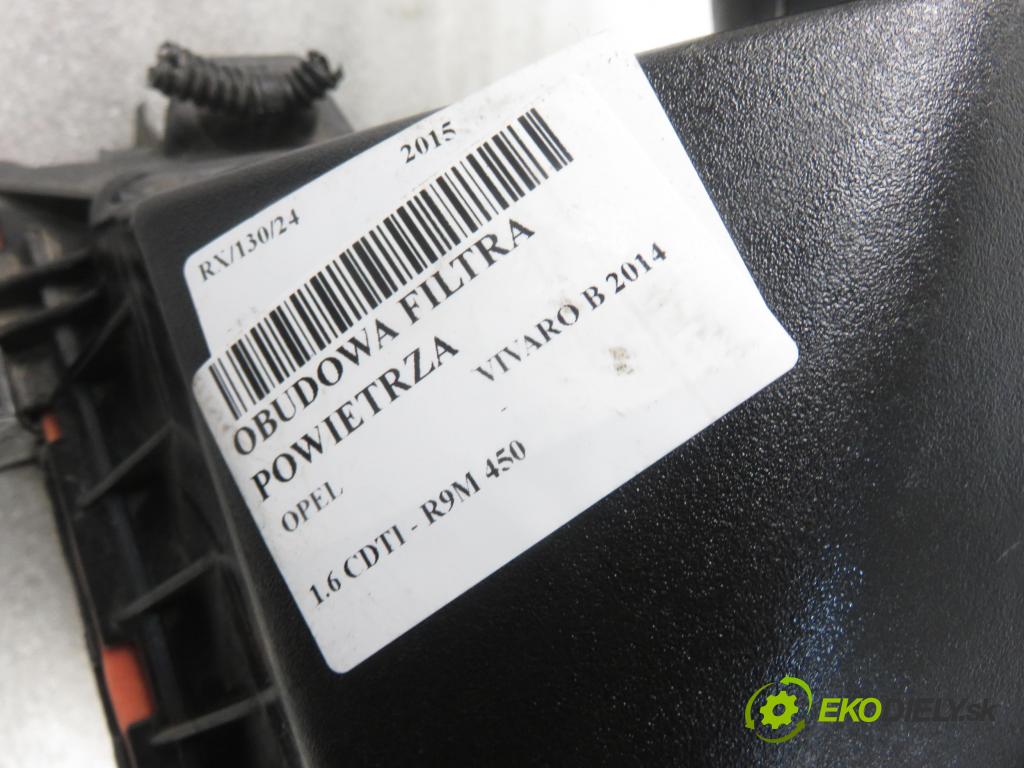 RX/130/24 2015
OBUDOWA FILTRA
POWIETRZA
OPEL VIVARO B 2014
-
1.6 CDTI - R9M 450
EKODIELY.sk